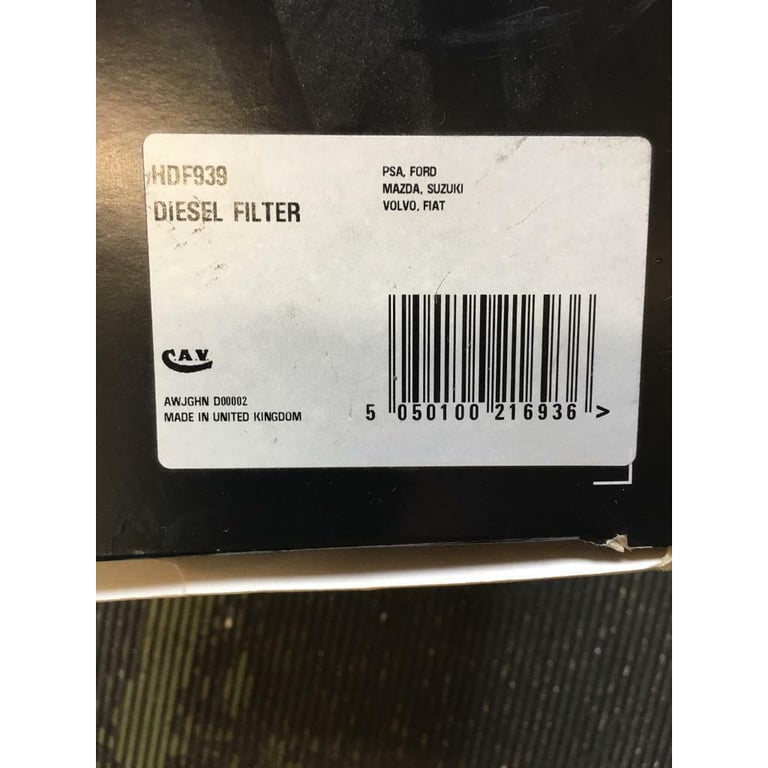 HDF939
DIESEL FILTER
PSA, FORD
MAZDA, SUZUKI
VOLVO, FIAT
C.A.V.
AWJGHN D00002
MADE IN UNITED KINGDOM
5 050100 216936 >